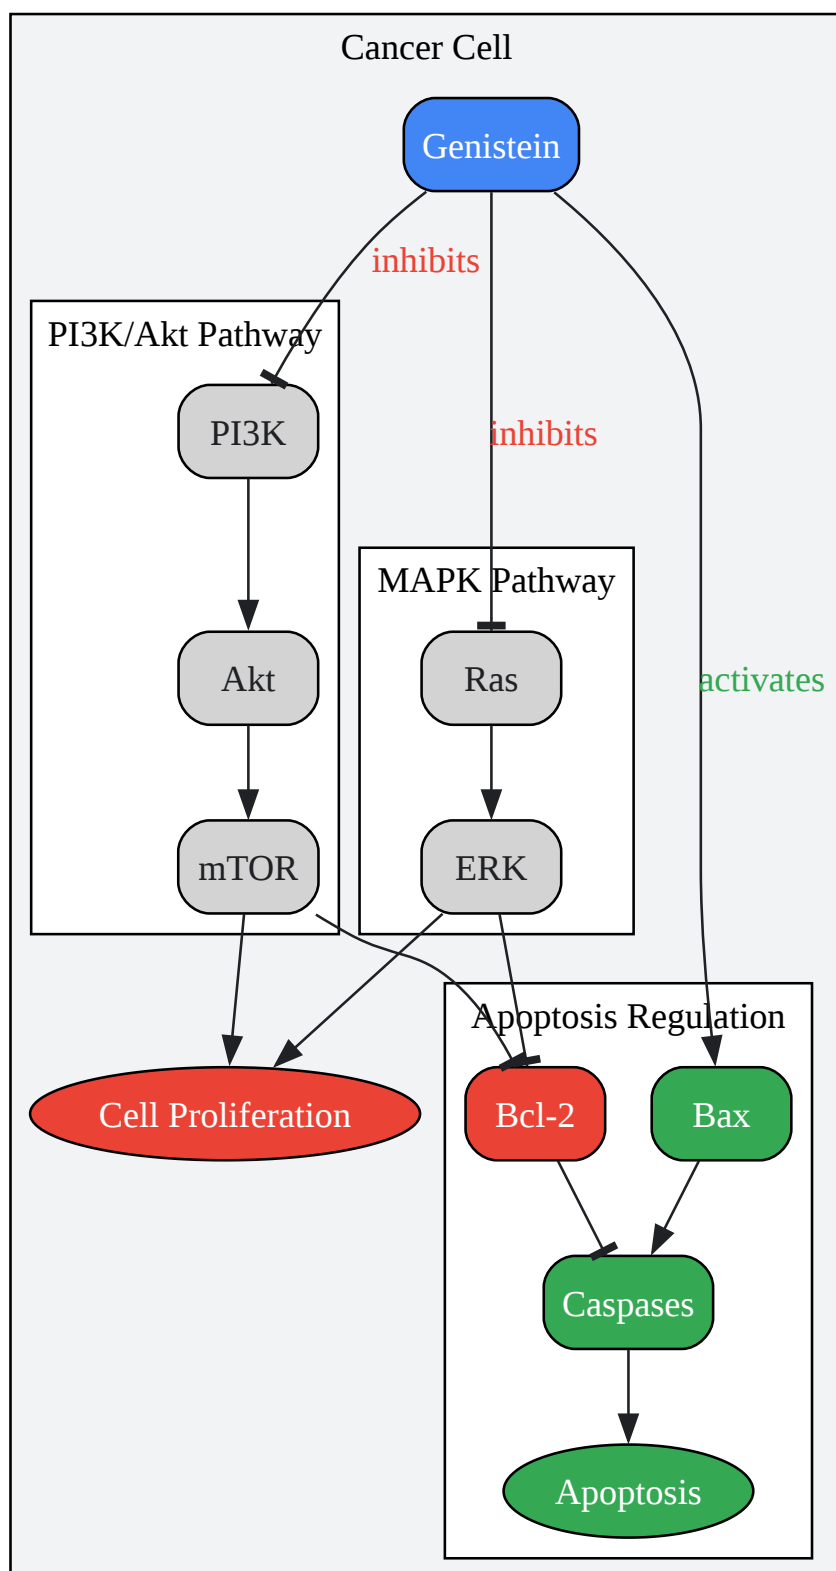 Cancer Cell
Genistein
inhibits
PI3K/Akt Pathway
PI3K
inhibits
MAPK Pathway
Akt
Ras
activates
mTOR
ERK
Apoptosis Regulation
Cell Proliferation
Bcl-2
Bax
Caspases
Apoptosis